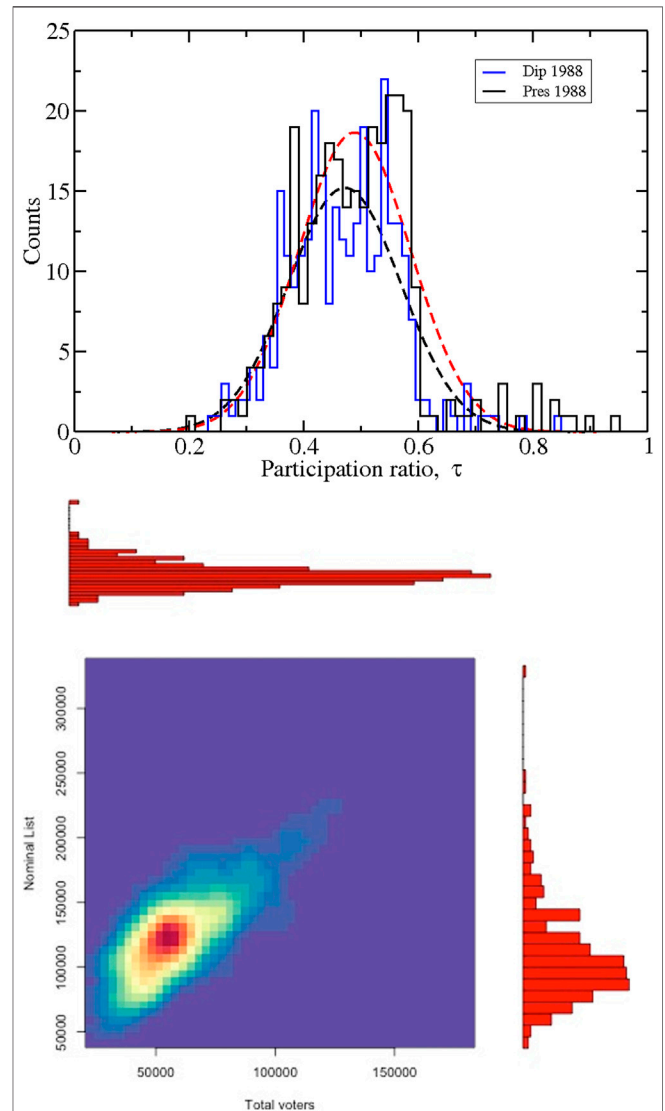 25
20
15
10
5
0
Counts
Dip 1988
Pres 1988
0 0.2 0.4 0.6 0.8 1
Participation ratio, τ
300000
250000
200000
150000
100000
50000
Nominal List
50000 100000 150000
Total voters